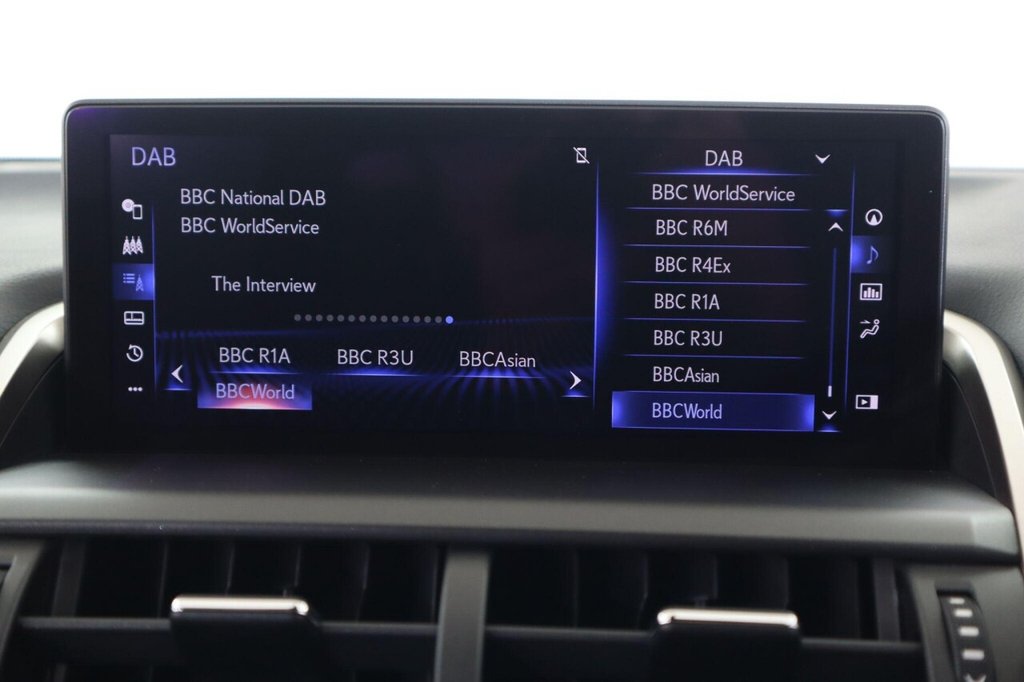 DAB
BBC National DAB
BBC WorldService
The Interview
BBC R1A BBC R3U BBCAsian
BBCWorld
DAB
BBC WorldService
BBC R6M
BBC R4Ex
BBC R1A
BBC R3U
BBCAsian
BBCWorld